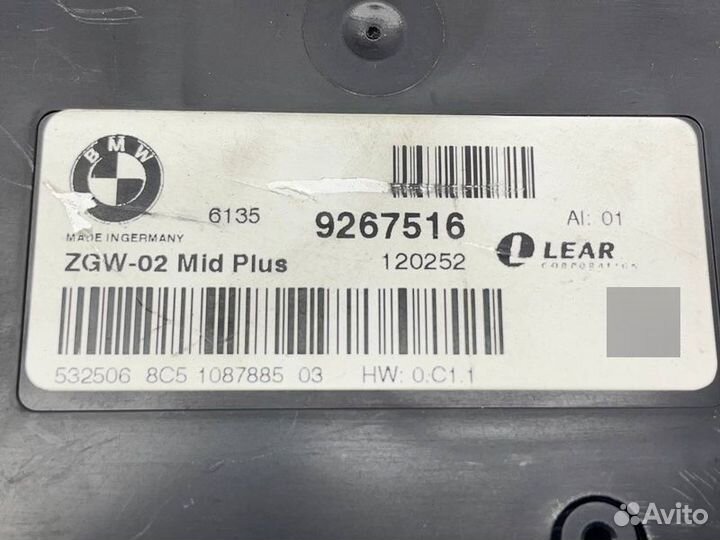 BMW
6135 9267516 AI: 01
MADE IN GERMANY
ZGW-02 Mid Plus 120252 LEAR
CORPORATION
532506 8C5 1087885 03 HW: 0.C1.1
Avito